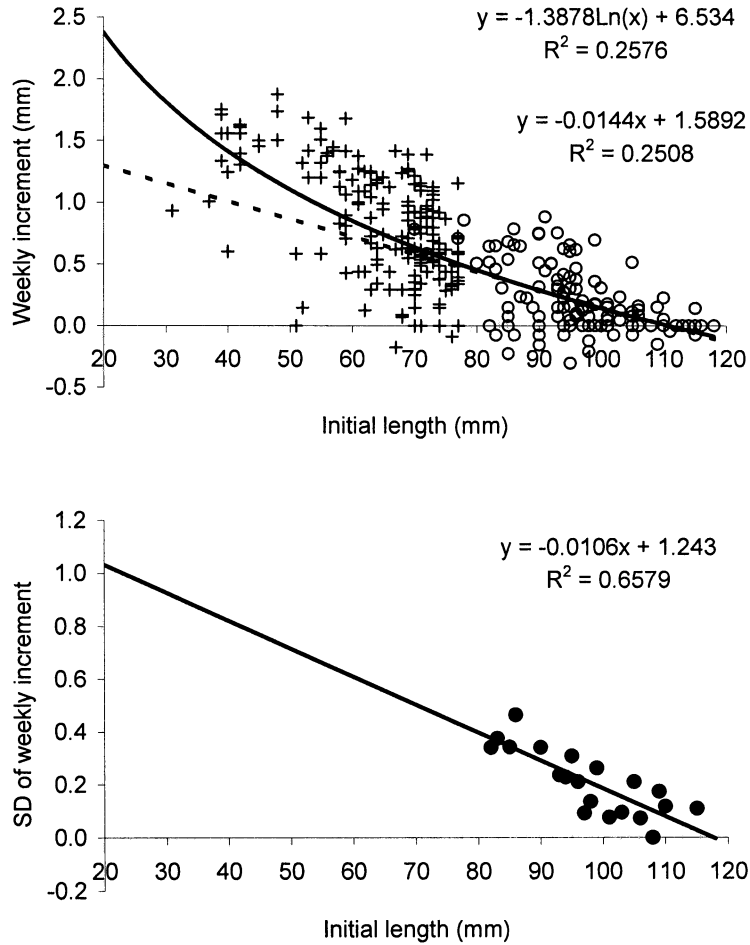 y = -1.3878Ln(x) + 6.534
R² = 0.2576
y = -0.0144x + 1.5892
R² = 0.2508
Weekly increment (mm)
2.5
2.0
1.5
1.0
0.5
0.0
-0.5
20 30 40 50 60 70 80 90 100 110 120
Initial length (mm)
y = -0.0106x + 1.243
R² = 0.6579
SD of weekly increment
1.2
1.0
0.8
0.6
0.4
0.2
0.0
-0.2
20 30 40 50 60 70 80 90 100 110 120
Initial length (mm)